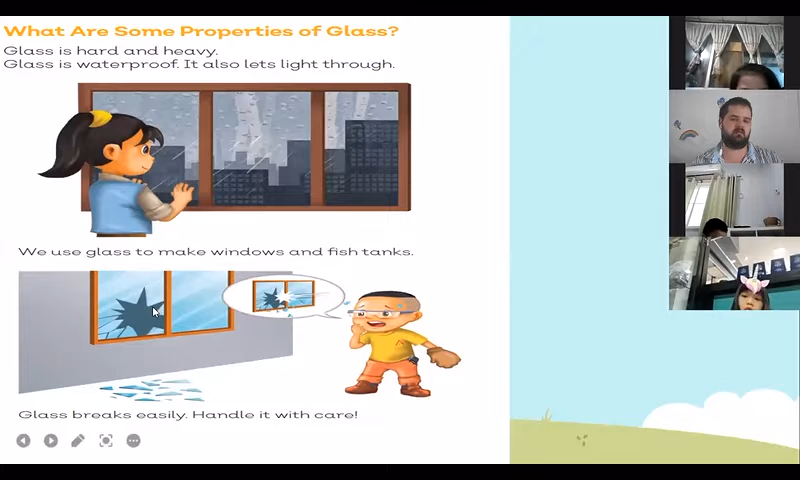 What Are Some Properties of Glass?
Glass is hard and heavy.
Glass is waterproof. It also lets light through.
We use glass to make windows and fish tanks.
Glass breaks easily. Handle it with care!